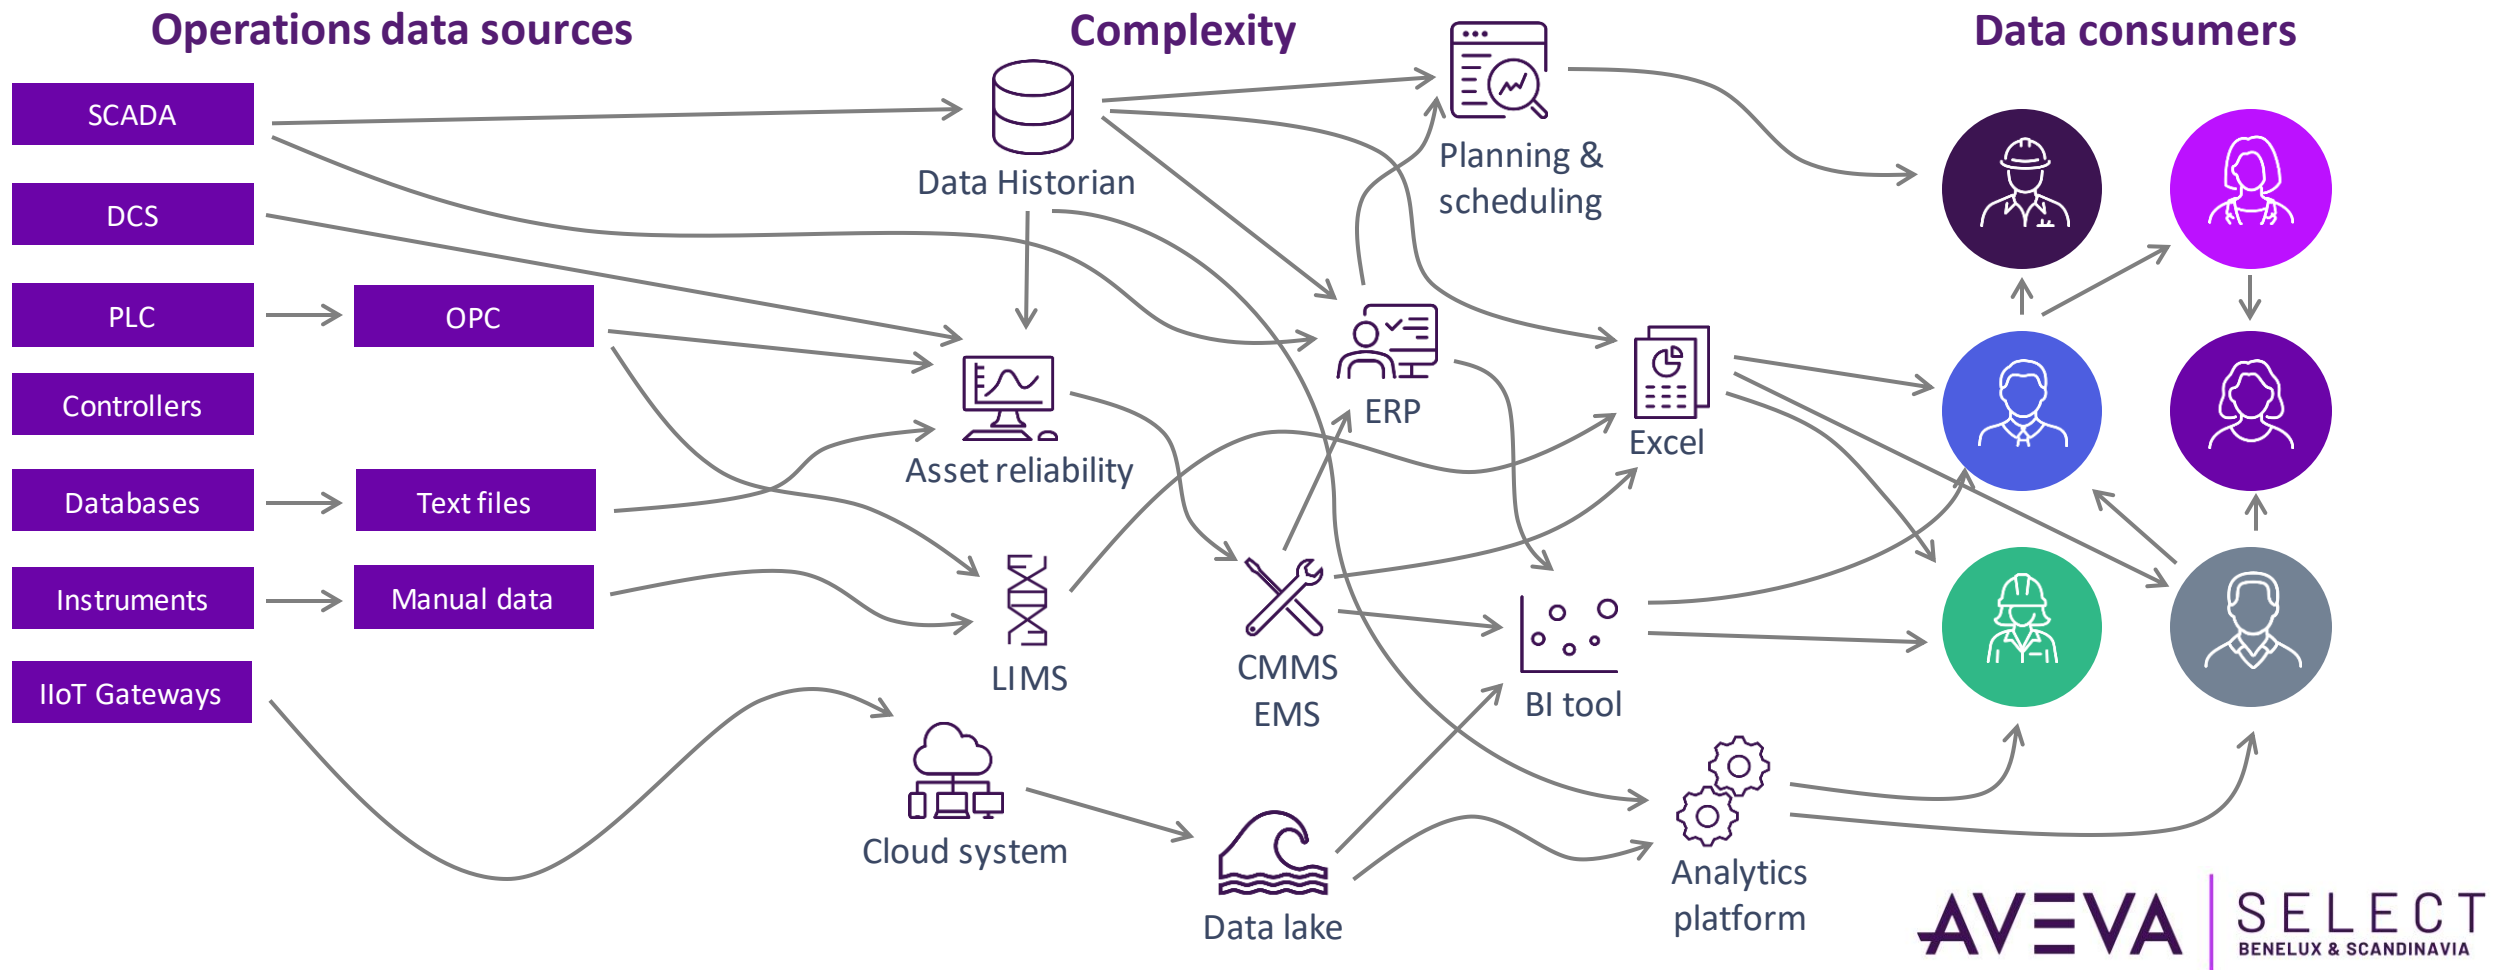 Operations data sources
Complexity
Data consumers
SCADA
DCS
PLC
OPC
Controllers
Databases
Text files
Instruments
Manual data
IIoT Gateways
Data Historian
Planning &
scheduling
Asset reliability
ERP
Excel
LIMS
CMMS
EMS
BI tool
Cloud system
Data lake
Analytics
platform
AVEVA
SELECT
BENELUX & SCANDINAVIA